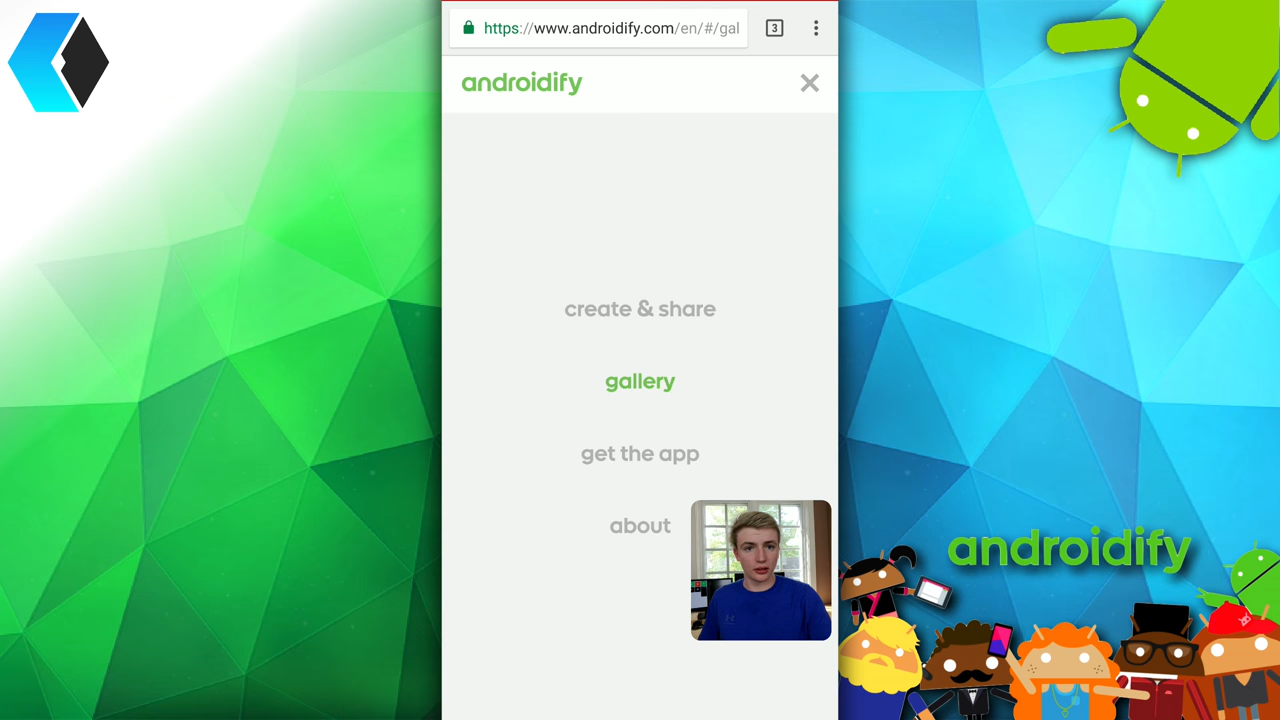 https://www.androidify.com/en/#/gal
3
androidify
create & share
gallery
get the app
about
androidify